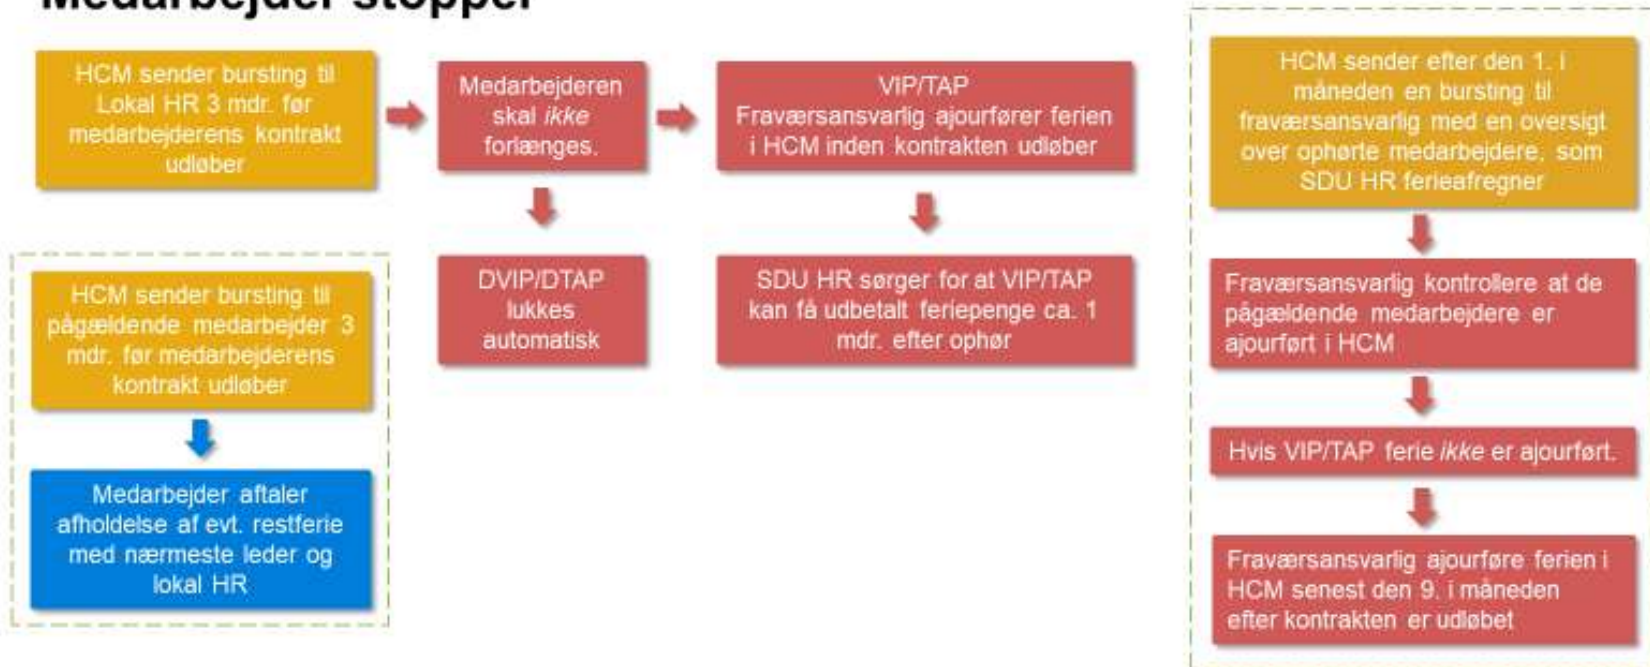 Medarbejder stopper
HCM sender bursting til
Lokal HR 3 mdr. før
medarbejderens kontrakt
udløber
Medarbejderen
skal ikke
forlænges.
VIP/TAP
Fraværsansvarlig ajourfører ferien
i HCM inden kontrakten udløber
DVIP/DTAP
lukkes
automatisk
SDU HR sørger for at VIP/TAP
kan få udbetalt feriepenge ca. 1
mdr. efter ophør
HCM sender bursting til
pågældende medarbejder 3
mdr. før medarbejderens
kontrakt udløber
Medarbejder aftaler
afholdelse af evt. restferie
med nærmeste leder og
lokal HR
HCM sender efter den 1. i
måneden en bursting til
fraværsansvarlig med en oversigt
over ophørte medarbejdere, som
SDU HR ferieafregner
Fraværsansvarlig kontrollere at de
pågældende medarbejdere er
ajourført i HCM
Hvis VIP/TAP ferie ikke er ajourført.
Fraværsansvarlig ajourføre ferien i
HCM senest den 9. i måneden
efter kontrakten er udløbet